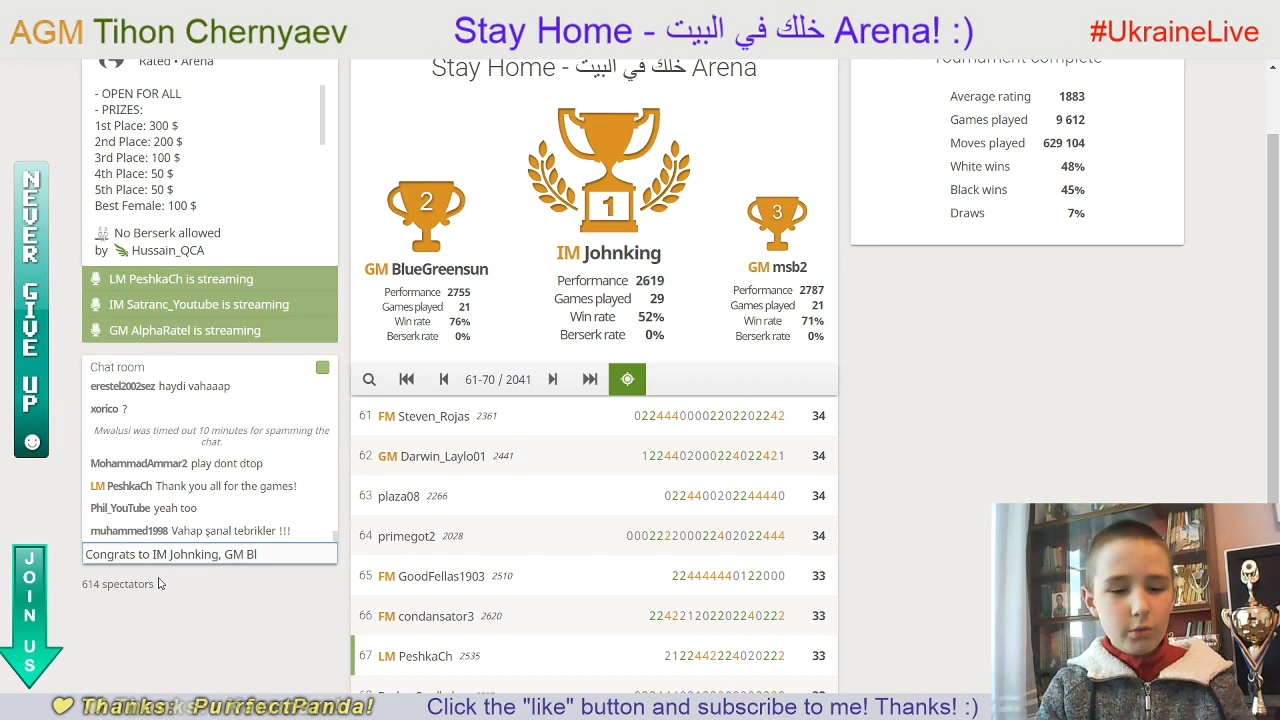 AGM Tihon Chernyaev
Stay Home - خلك في البيت Arena! :)
#UkraineLive
Rated • Arena
- OPEN FOR ALL
- PRIZES:
1st Place: 300 $
2nd Place: 200 $
3rd Place: 100 $
4th Place: 50 $
5th Place: 50 $
Best Female: 100 $
No Berserk allowed
by Hussain_QCA
LM PeshkaCh is streaming
IM Satranc_Youtube is streaming
GM AlphaRatel is streaming
Chat room
erestel2002sez haydi vahaaap
xorico ?
Mwalusi was timed out 10 minutes for spamming the
chat.
MohammadAmmar2 play dont dtop
LM PeshkaCh Thank you all for the games!
Phil_YouTube yeah too
muhammed1998 Vahap şanal tebrikler !!!
Congrats to IM Johnking, GM Bl
614 spectators
NEVER GIVE UP
JOIN US
Stay Home - خلك في البيت Arena
2
1
3
GM BlueGreensun
Performance 2755
Games played 21
Win rate 76%
Berserk rate 0%
IM Johnking
Performance 2619
Games played 29
Win rate 52%
Berserk rate 0%
GM msb2
Performance 2787
Games played 21
Win rate 71%
Berserk rate 0%
61-70 / 2041
61 FM Steven_Rojas 2361 02244400002202202242 34
62 GM Darwin_Laylo01 2441 1224402000224022421 34
63 plaza08 2266 0224400202244440 34
64 primegot2 2028 000222200022402022444 34
65 FM GoodFellas1903 2510 224444440122000 33
66 FM condansator3 2620 224221202202240222 33
67 LM PeshkaCh 2535 2122442224020222 33
Tournament complete
Average rating 1883
Games played 9 612
Moves played 629 104
White wins 48%
Black wins 45%
Draws 7%
Thanks: PurrfectPanda!
Click the "like" button and subscribe to me! Thanks! :)